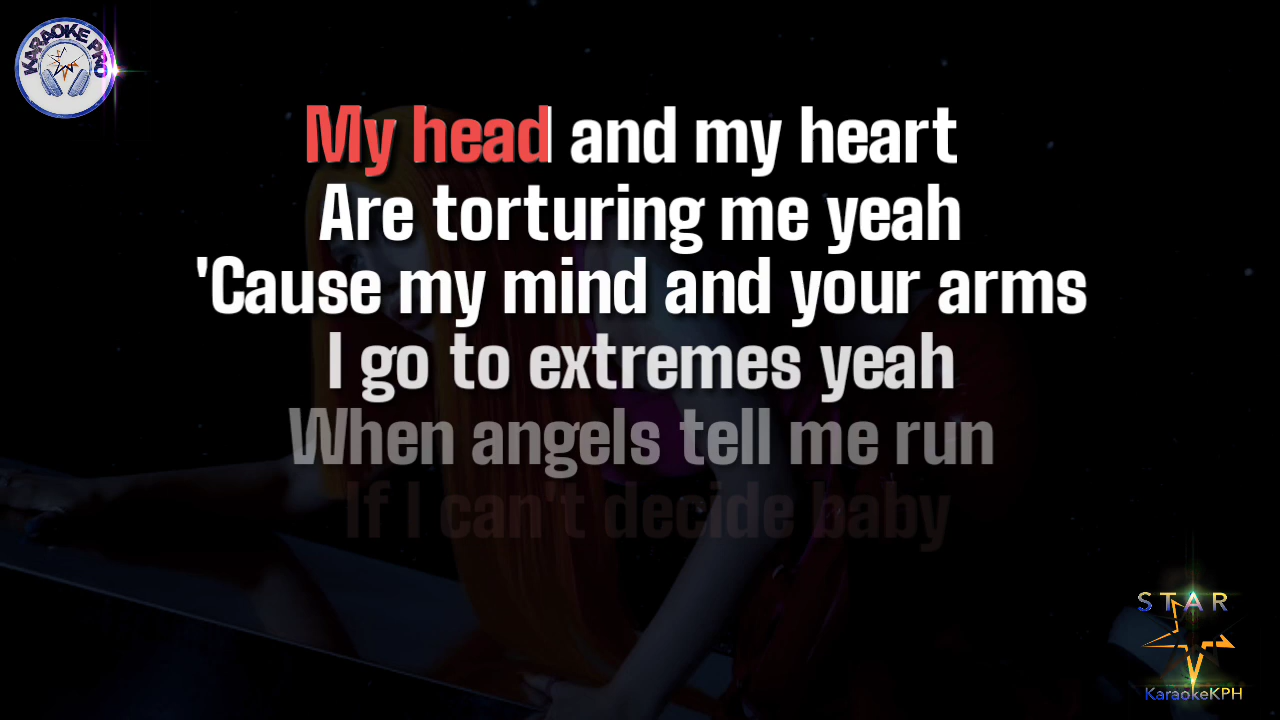 KARAOKE PRO
My head and my heart
Are torturing me yeah
'Cause my mind and your arms
I go to extremes yeah
When angels tell me run
If I can't decide baby
STAR
KaraokeKPH